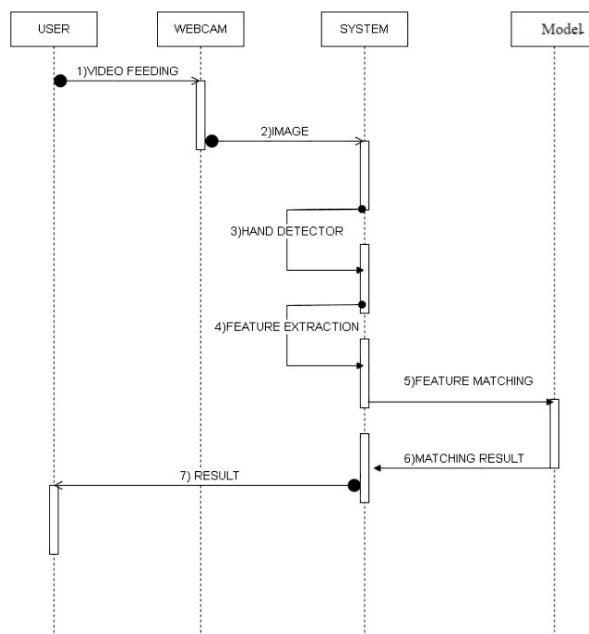 USER
WEBCAM
SYSTEM
Model
1)VIDEO FEEDING
2)IMAGE
3)HAND DETECTOR
4)FEATURE EXTRACTION
5)FEATURE MATCHING
6)MATCHING RESULT
7) RESULT